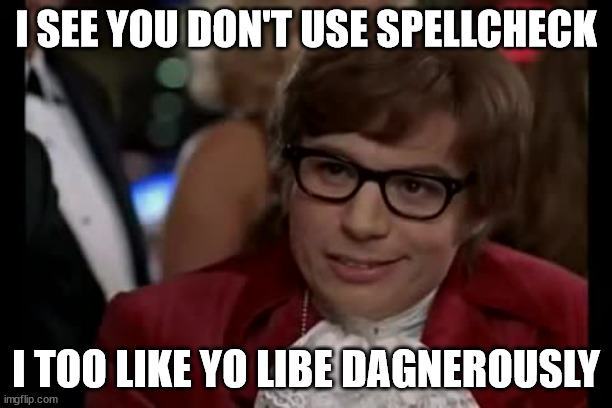 I SEE YOU DON'T USE SPELLCHECK
I TOO LIKE YO LIBE DAGNEROUSLY
imgflip.com